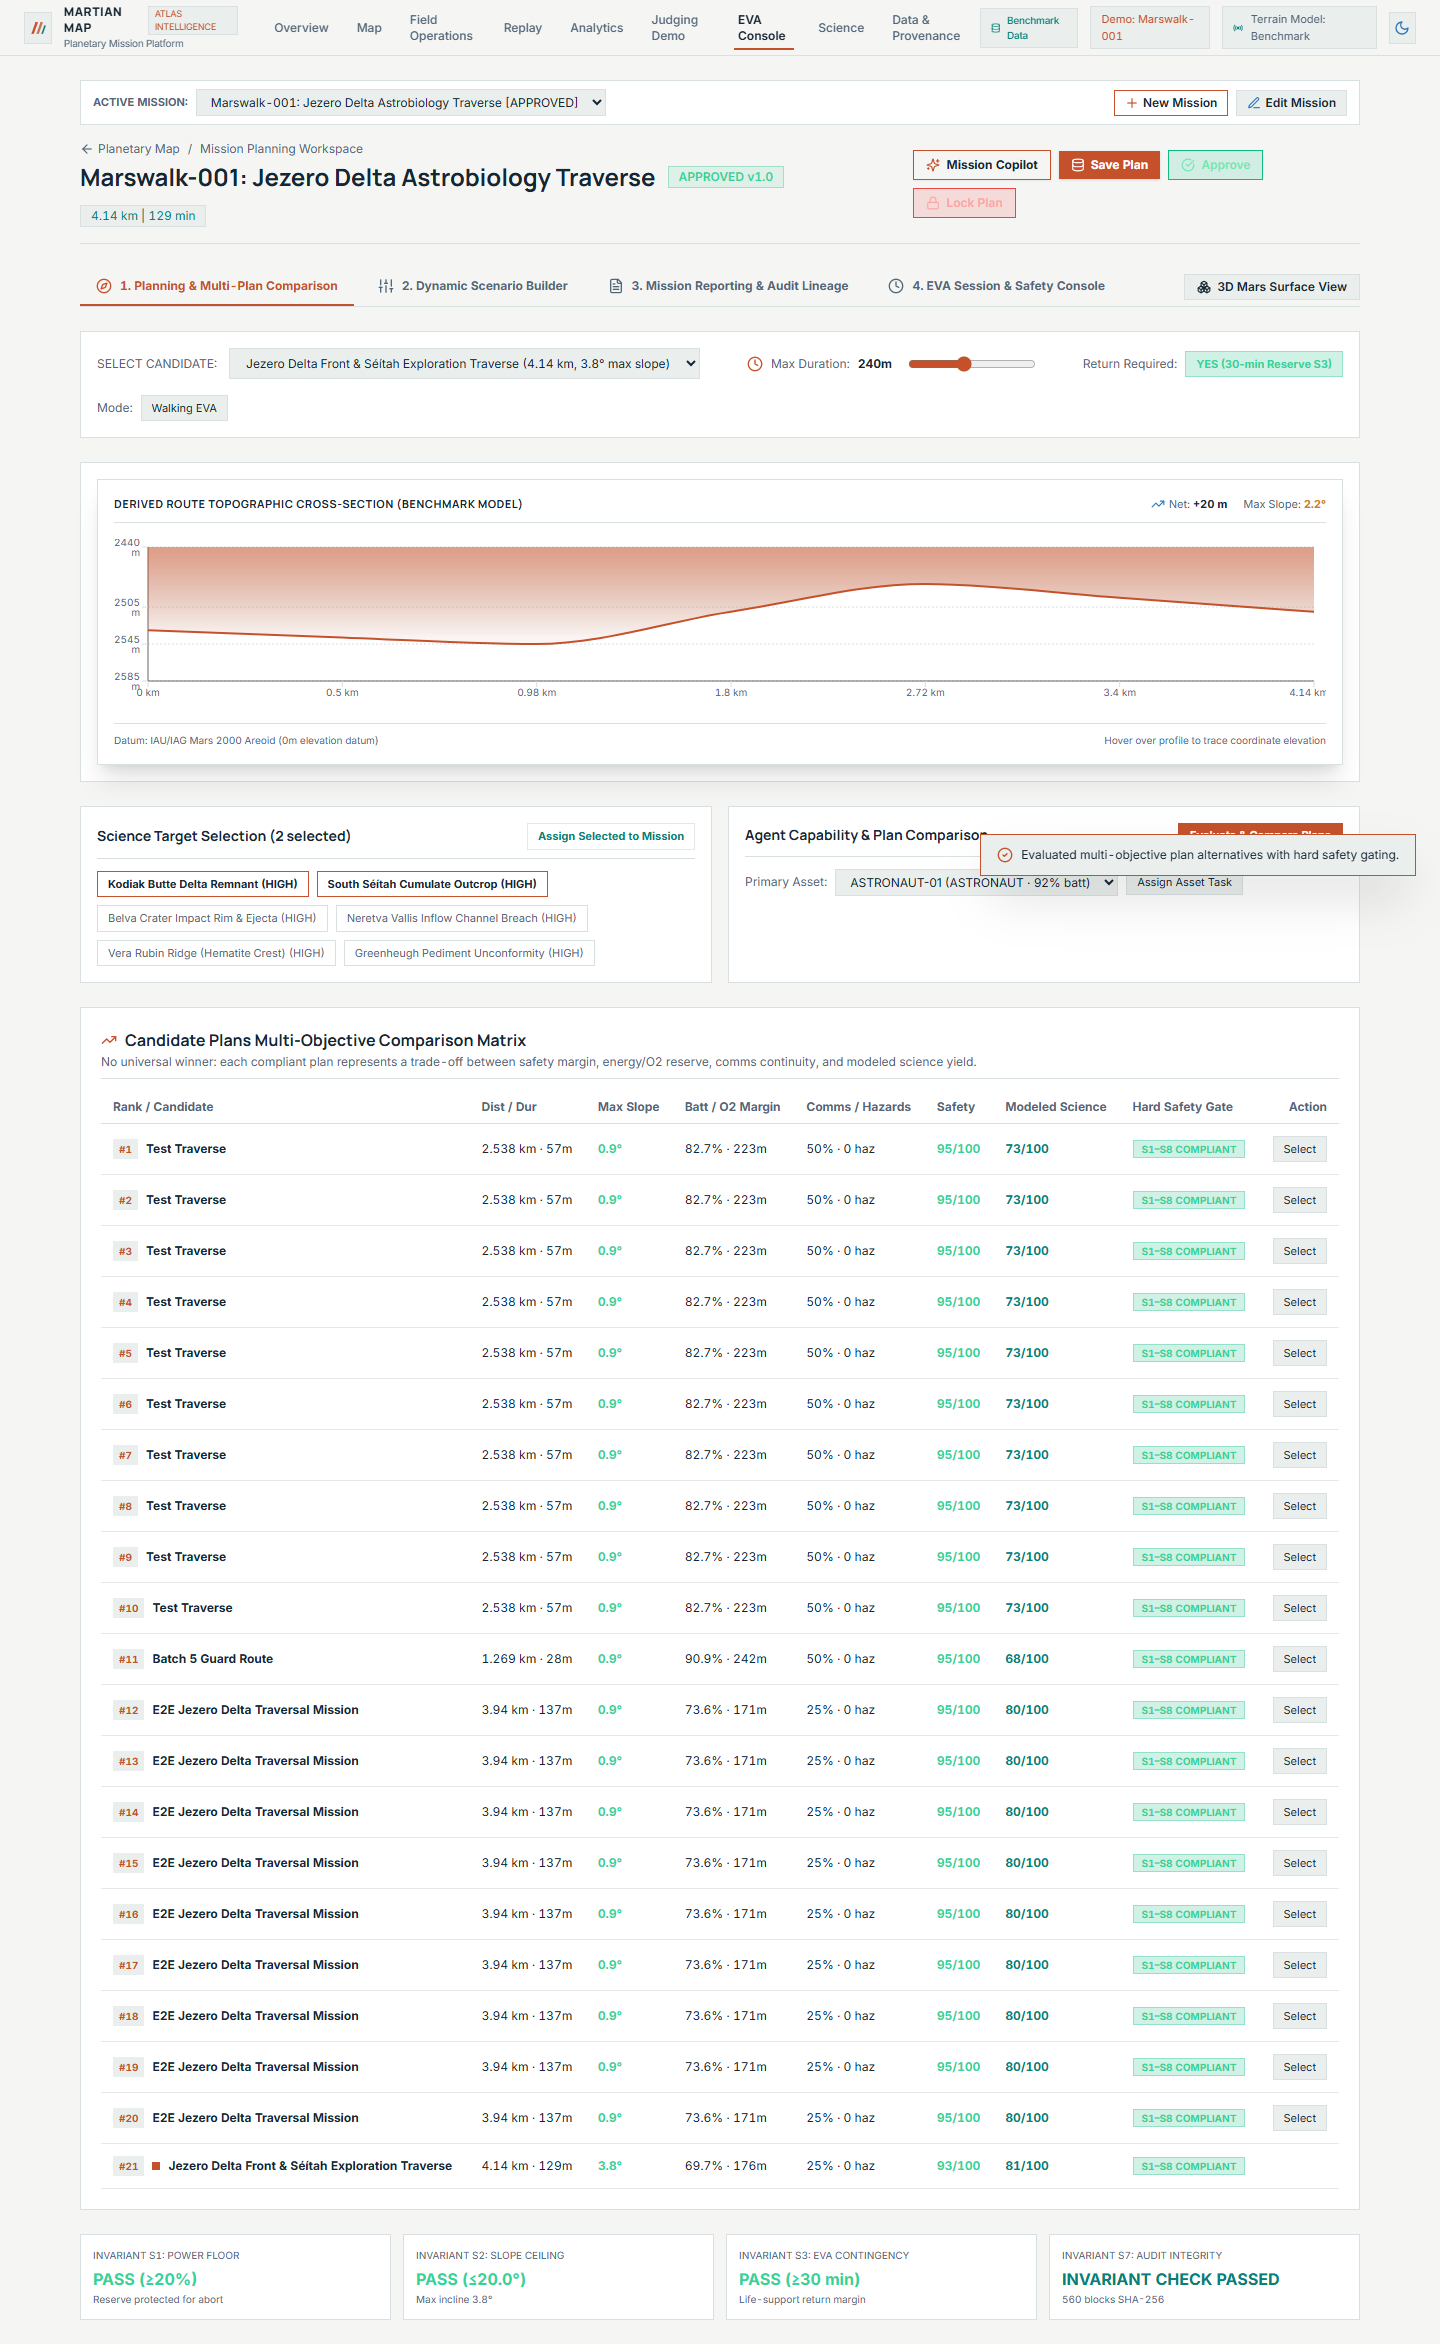 MARTIAN MAP
ATLAS INTELLIGENCE
Planetary Mission Platform
Overview
Map
Field Operations
Replay
Analytics
Judging Demo
EVA Console
Science
Data & Provenance
Benchmark Data
Demo: Marswalk-001
Terrain Model: Benchmark
ACTIVE MISSION: Marswalk-001: Jezero Delta Astrobiology Traverse [APPROVED]
New Mission
Edit Mission
Planetary Map / Mission Planning Workspace
Marswalk-001: Jezero Delta Astrobiology Traverse
APPROVED v1.0
4.14 km | 129 min
Mission Copilot
Save Plan
Approve
Lock Plan
1. Planning & Multi-Plan Comparison
2. Dynamic Scenario Builder
3. Mission Reporting & Audit Lineage
4. EVA Session & Safety Console
3D Mars Surface View
SELECT CANDIDATE: Jezero Delta Front & Séítah Exploration Traverse (4.14 km, 3.8° max slope)
Max Duration: 240m
Return Required: YES (30-min Reserve S3)
Mode: Walking EVA
DERIVED ROUTE TOPOGRAPHIC CROSS-SECTION (BENCHMARK MODEL)
Net: +20 m
Max Slope: 2.2°
2440 m
2505 m
2545 m
2585 m
0 km
0.5 km
0.98 km
1.8 km
2.72 km
3.4 km
4.14 km
Datum: IAU/IAG Mars 2000 Areoid (0m elevation datum)
Hover over profile to trace coordinate elevation
Science Target Selection (2 selected)
Assign Selected to Mission
Kodiak Butte Delta Remnant (HIGH)
South Séítah Cumulate Outcrop (HIGH)
Belva Crater Impact Rim & Ejecta (HIGH)
Neretva Vallis Inflow Channel Breach (HIGH)
Vera Rubin Ridge (Hematite Crest) (HIGH)
Greenheugh Pediment Unconformity (HIGH)
Agent Capability & Plan Comparison
Evaluate & Compare Plans
Evaluated multi-objective plan alternatives with hard safety gating.
Primary Asset: ASTRONAUT-01 (ASTRONAUT · 92% batt)
Assign Asset Task
Candidate Plans Multi-Objective Comparison Matrix
No universal winner: each compliant plan represents a trade-off between safety margin, energy/O2 reserve, comms continuity, and modeled science yield.
Rank / Candidate Dist / Dur Max Slope Batt / O2 Margin Comms / Hazards Safety Modeled Science Hard Safety Gate Action
#1 Test Traverse 2.538 km · 57m 0.9° 82.7% · 223m 50% · 0 haz 95/100 73/100 S1–S8 COMPLIANT Select
#2 Test Traverse 2.538 km · 57m 0.9° 82.7% · 223m 50% · 0 haz 95/100 73/100 S1–S8 COMPLIANT Select
#3 Test Traverse 2.538 km · 57m 0.9° 82.7% · 223m 50% · 0 haz 95/100 73/100 S1–S8 COMPLIANT Select
#4 Test Traverse 2.538 km · 57m 0.9° 82.7% · 223m 50% · 0 haz 95/100 73/100 S1–S8 COMPLIANT Select
#5 Test Traverse 2.538 km · 57m 0.9° 82.7% · 223m 50% · 0 haz 95/100 73/100 S1–S8 COMPLIANT Select
#6 Test Traverse 2.538 km · 57m 0.9° 82.7% · 223m 50% · 0 haz 95/100 73/100 S1–S8 COMPLIANT Select
#7 Test Traverse 2.538 km · 57m 0.9° 82.7% · 223m 50% · 0 haz 95/100 73/100 S1–S8 COMPLIANT Select
#8 Test Traverse 2.538 km · 57m 0.9° 82.7% · 223m 50% · 0 haz 95/100 73/100 S1–S8 COMPLIANT Select
#9 Test Traverse 2.538 km · 57m 0.9° 82.7% · 223m 50% · 0 haz 95/100 73/100 S1–S8 COMPLIANT Select
#10 Test Traverse 2.538 km · 57m 0.9° 82.7% · 223m 50% · 0 haz 95/100 73/100 S1–S8 COMPLIANT Select
#11 Batch 5 Guard Route 1.269 km · 28m 0.9° 90.9% · 242m 50% · 0 haz 95/100 68/100 S1–S8 COMPLIANT Select
#12 E2E Jezero Delta Traversal Mission 3.94 km · 137m 0.9° 73.6% · 171m 25% · 0 haz 95/100 80/100 S1–S8 COMPLIANT Select
#13 E2E Jezero Delta Traversal Mission 3.94 km · 137m 0.9° 73.6% · 171m 25% · 0 haz 95/100 80/100 S1–S8 COMPLIANT Select
#14 E2E Jezero Delta Traversal Mission 3.94 km · 137m 0.9° 73.6% · 171m 25% · 0 haz 95/100 80/100 S1–S8 COMPLIANT Select
#15 E2E Jezero Delta Traversal Mission 3.94 km · 137m 0.9° 73.6% · 171m 25% · 0 haz 95/100 80/100 S1–S8 COMPLIANT Select
#16 E2E Jezero Delta Traversal Mission 3.94 km · 137m 0.9° 73.6% · 171m 25% · 0 haz 95/100 80/100 S1–S8 COMPLIANT Select
#17 E2E Jezero Delta Traversal Mission 3.94 km · 137m 0.9° 73.6% · 171m 25% · 0 haz 95/100 80/100 S1–S8 COMPLIANT Select
#18 E2E Jezero Delta Traversal Mission 3.94 km · 137m 0.9° 73.6% · 171m 25% · 0 haz 95/100 80/100 S1–S8 COMPLIANT Select
#19 E2E Jezero Delta Traversal Mission 3.94 km · 137m 0.9° 73.6% · 171m 25% · 0 haz 95/100 80/100 S1–S8 COMPLIANT Select
#20 E2E Jezero Delta Traversal Mission 3.94 km · 137m 0.9° 73.6% · 171m 25% · 0 haz 95/100 80/100 S1–S8 COMPLIANT Select
#21 Jezero Delta Front & Séítah Exploration Traverse 4.14 km · 129m 3.8° 69.7% · 176m 25% · 0 haz 93/100 81/100 S1–S8 COMPLIANT
INVARIANT S1: POWER FLOOR
PASS (≥20%)
Reserve protected for abort
INVARIANT S2: SLOPE CEILING
PASS (≤20.0°)
Max incline 3.8°
INVARIANT S3: EVA CONTINGENCY
PASS (≥30 min)
Life-support return margin
INVARIANT S7: AUDIT INTEGRITY
INVARIANT CHECK PASSED
560 blocks SHA-256